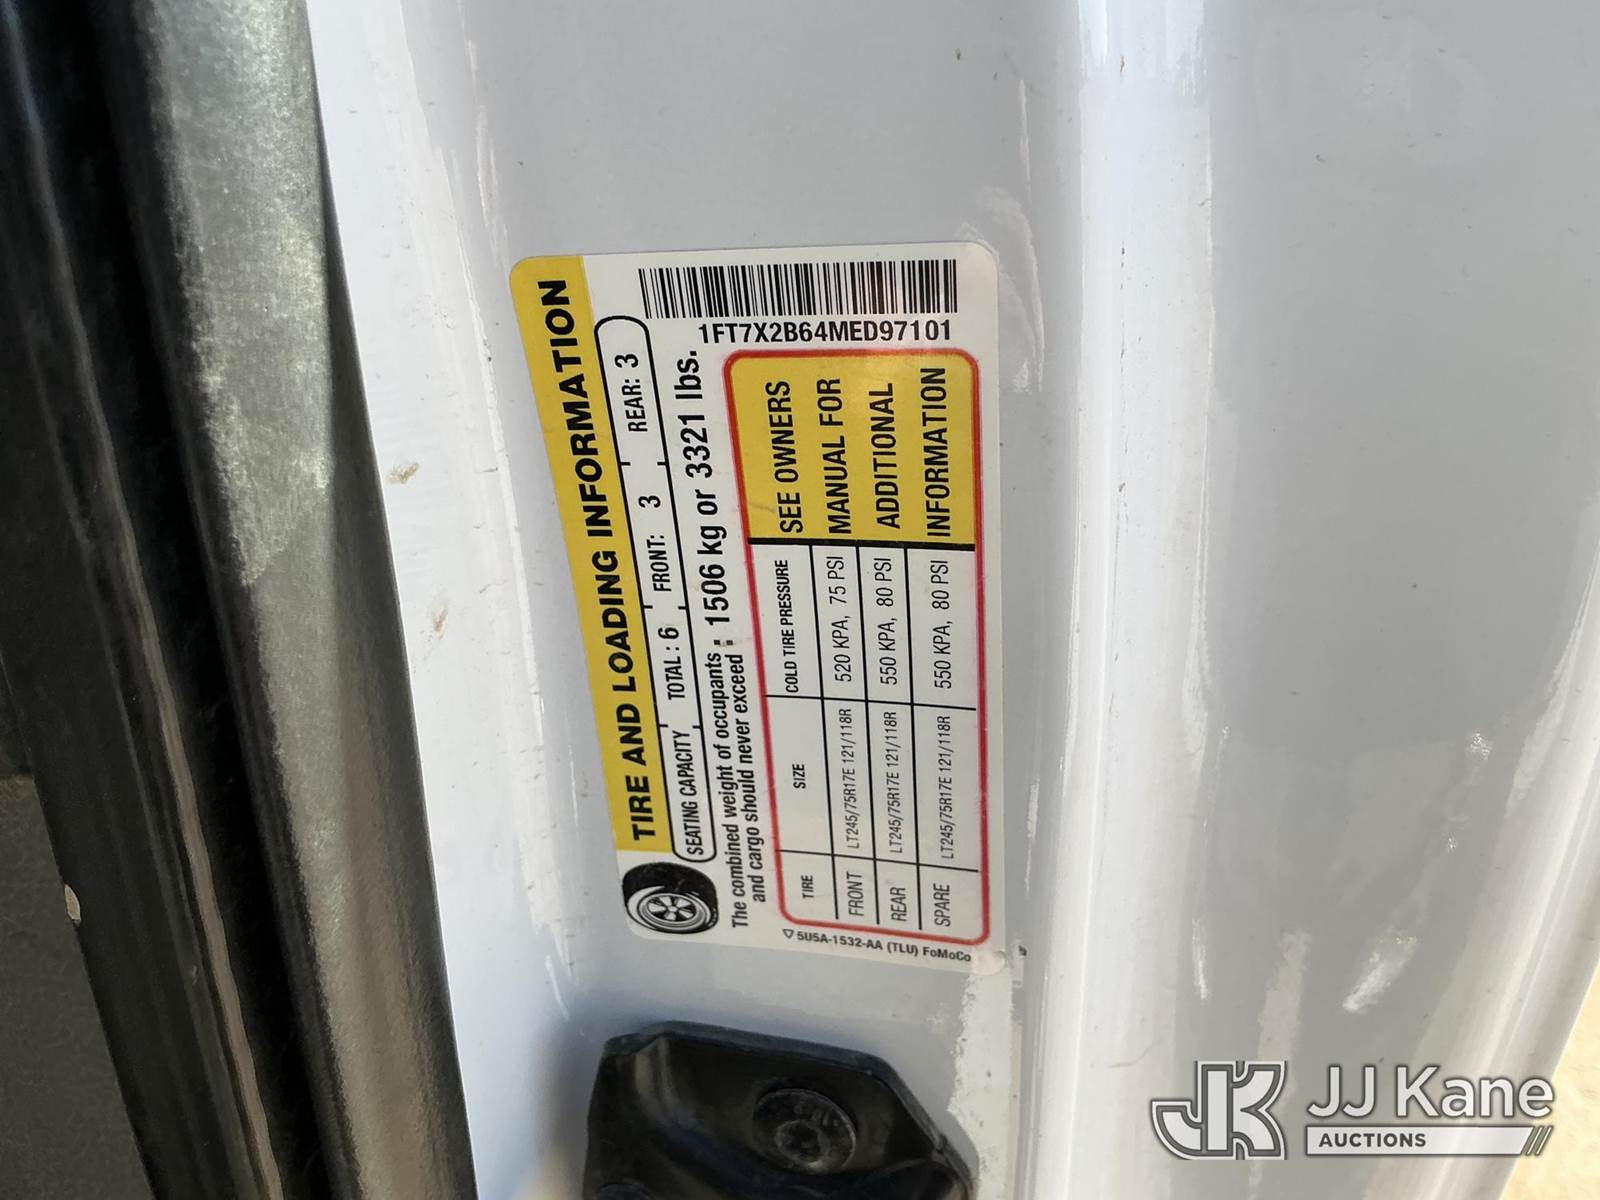 TIRE AND LOADING INFORMATION
SEATING CAPACITY TOTAL : 6 FRONT: 3 REAR: 3
The combined weight of occupants and cargo should never exceed : 1506 kg or 3321 lbs.
TIRE SIZE COLD TIRE PRESSURE
FRONT LT245/75R17E 121/118R 520 KPA, 75 PSI
REAR LT245/75R17E 121/118R 550 KPA, 80 PSI
SPARE LT245/75R17E 121/118R 550 KPA, 80 PSI
SEE OWNERS
MANUAL FOR
ADDITIONAL
INFORMATION
5U5A-1532-AA (TLU) FoMoCo
1FT7X2B64MED97101
JK JJ Kane
AUCTIONS